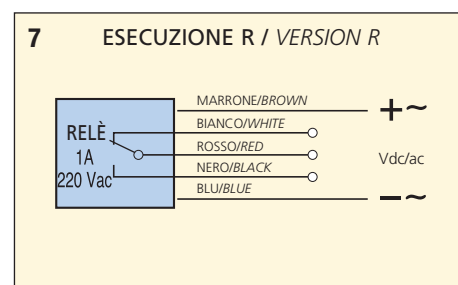 7 ESECUZIONE R / VERSION R
MARRONE/BROWN
+~
BIANCO/WHITE
RELÈ
ROSSO/RED
1A
Vdc/ac
NERO/BLACK
220 Vac
BLU/BLUE
−~